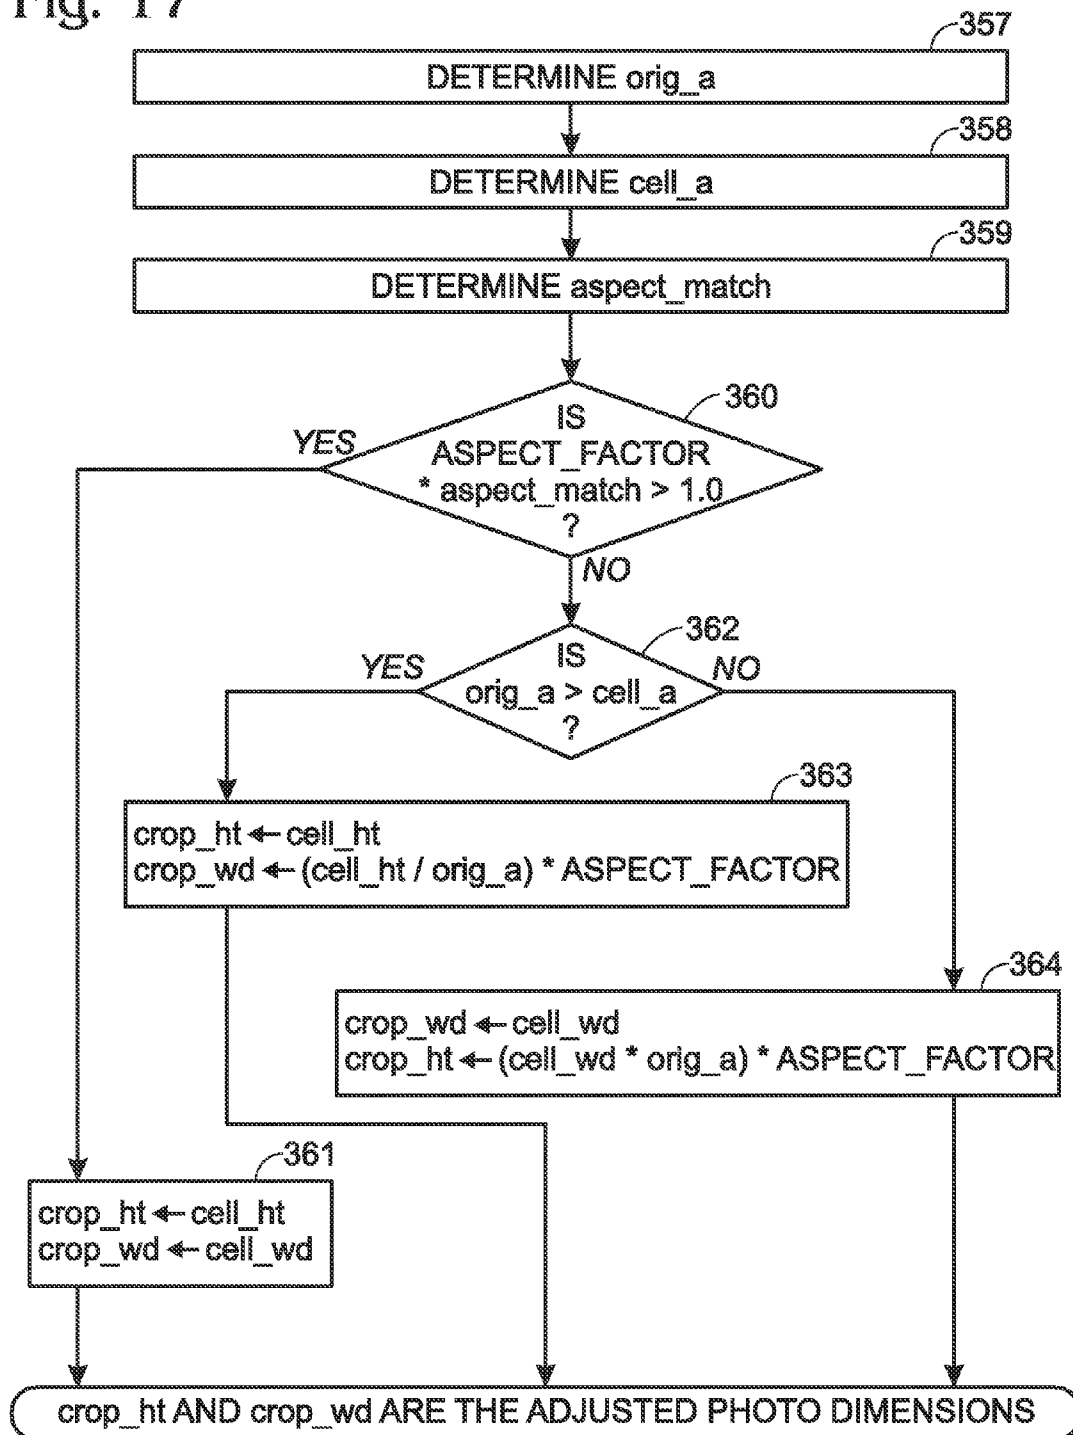 Fig. 17
357
DETERMINE orig_a
358
DETERMINE cell_a
359
DETERMINE aspect_match
360
IS
YES
ASPECT_FACTOR
* aspect_match > 1.0
?
NO
362
IS
YES
NO
orig_a > cell_a
?
363
crop_ht ← cell_ht
crop_wd ← (cell_ht / orig_a) * ASPECT_FACTOR
364
crop_wd ← cell_wd
crop_ht ← (cell_wd * orig_a) * ASPECT_FACTOR
361
crop_ht ← cell_ht
crop_wd ← cell_wd
crop_ht AND crop_wd ARE THE ADJUSTED PHOTO DIMENSIONS